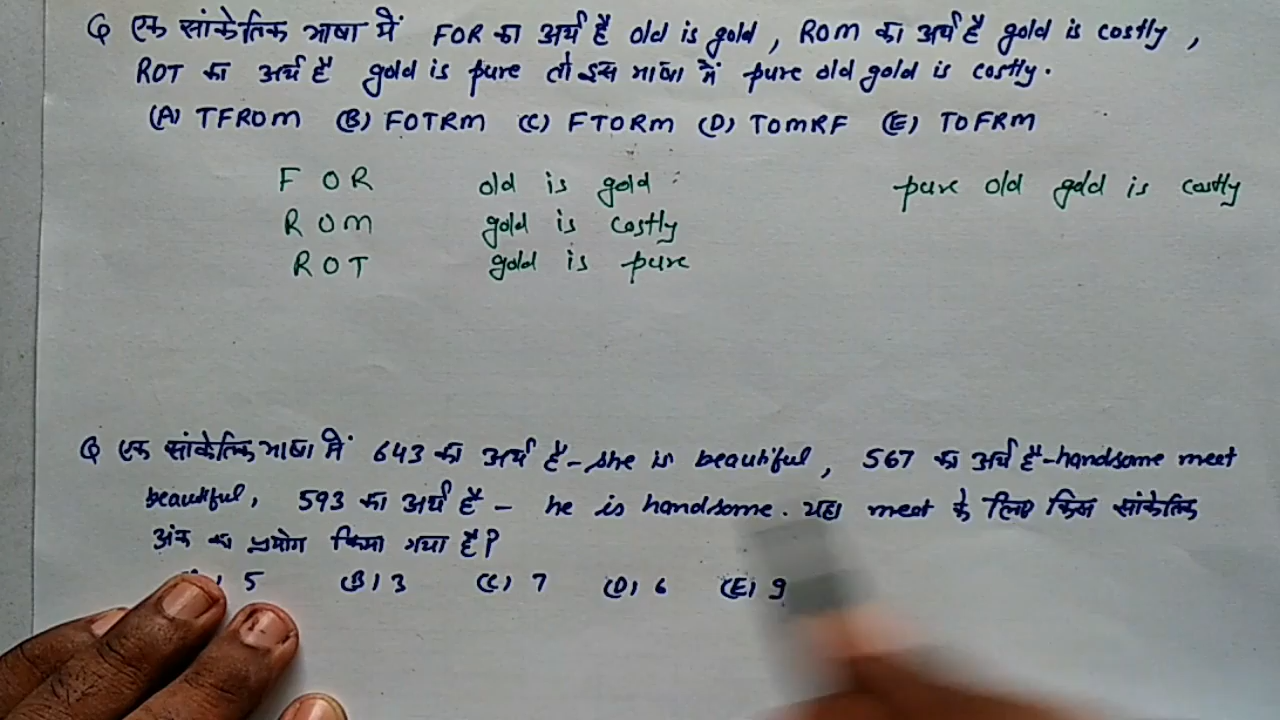 Q एक सांकेतिक भाषा में FOR का अर्थ है old is gold, ROM का अर्थ है gold is costly,
ROT का अर्थ है gold is pure तो इस भाषा में pure old gold is costly.
(A) TFROM (B) FOTRM (C) FTORM (D) TOMRF (E) TOFRM
F O R old is gold pure old gold is costly
R O M gold is costly
R O T gold is pure
Q एक सांकेतिक भाषा में 643 का अर्थ है - she is beautiful, 567 का अर्थ है - handsome meet
beautiful, 593 का अर्थ है - he is handsome. यहा meet के लिए किस सांकेतिक
अंक का प्रयोग किया गया है?
5 (B) 3 (C) 7 (D) 6 (E) 9